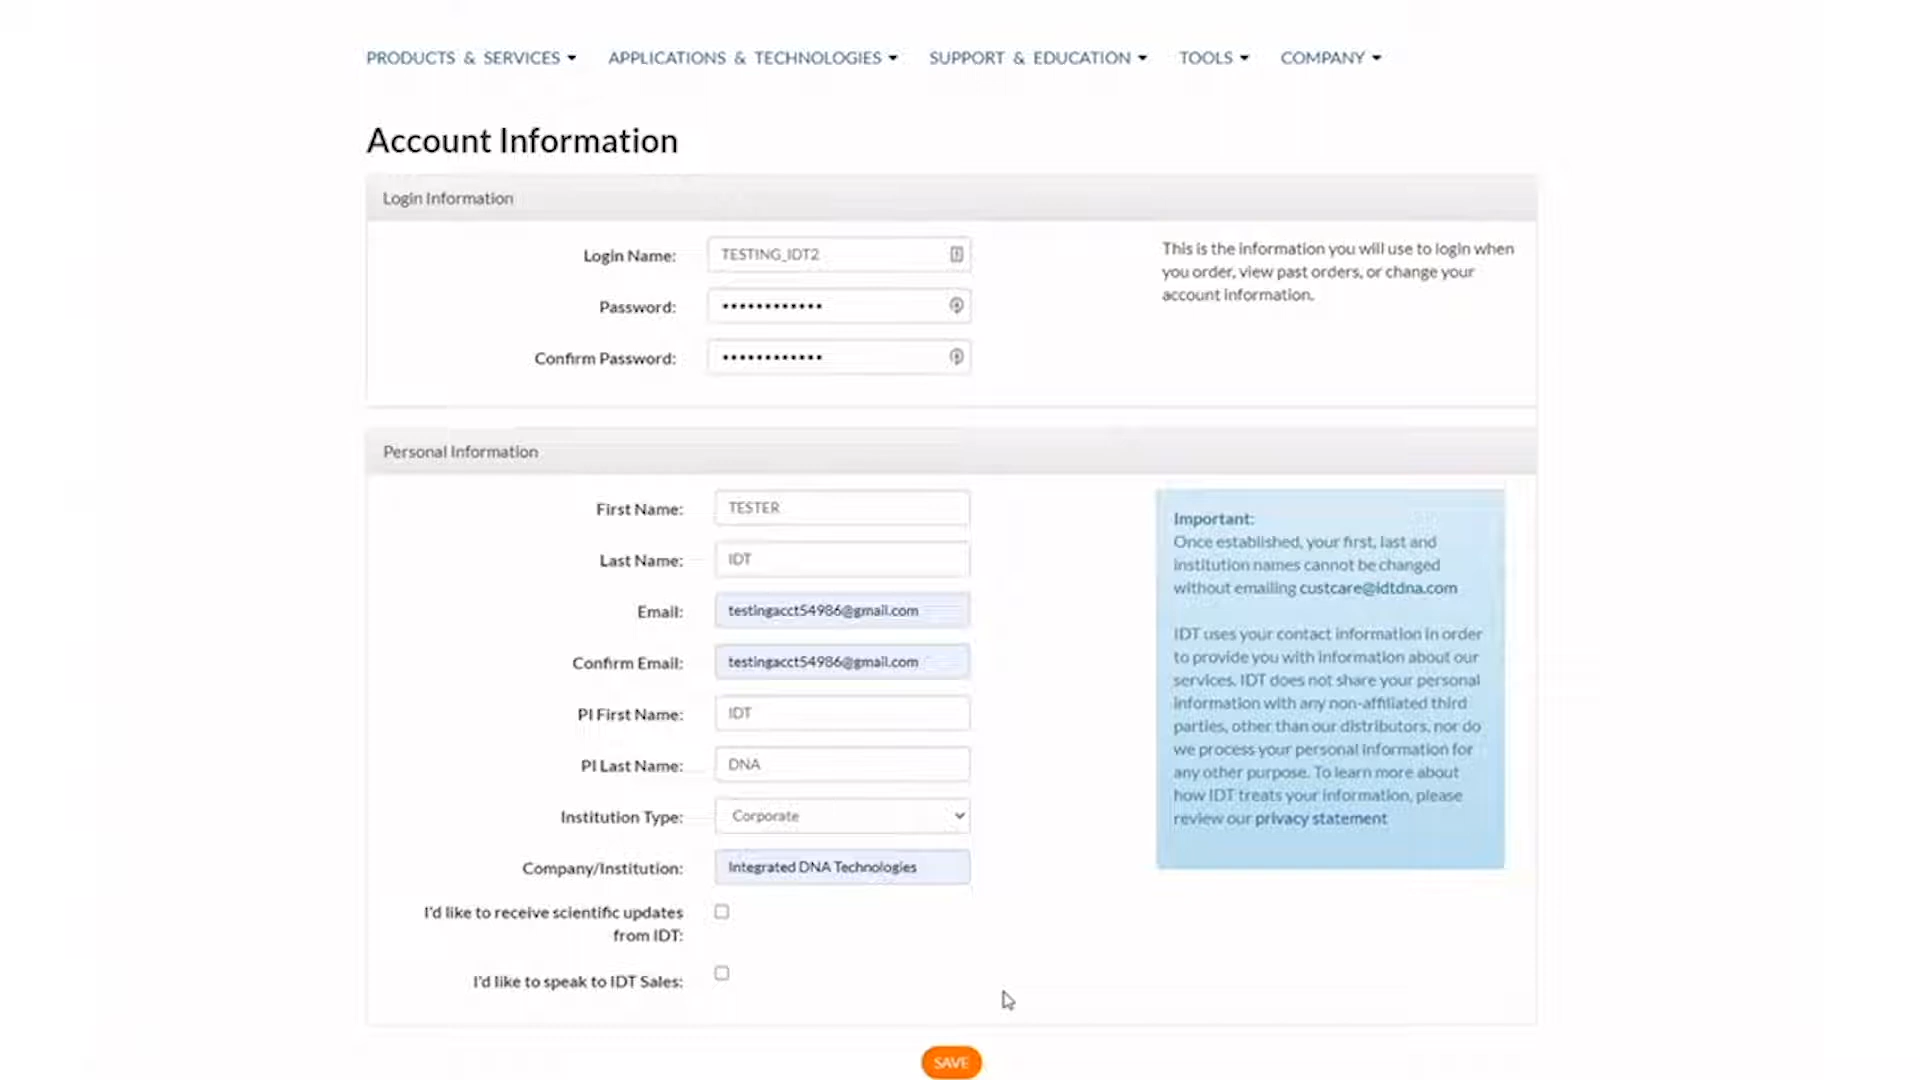 PRODUCTS & SERVICES APPLICATIONS & TECHNOLOGIES SUPPORT & EDUCATION TOOLS COMPANY
Account Information
Login Information
Login Name: TESTING_IDT2
Password: ••••••••••••
Confirm Password: ••••••••••••
This is the information you will use to login when
you order, view past orders, or change your
account information.
Personal Information
First Name: TESTER
Last Name: IDT
Email: testingacct54986@gmail.com
Confirm Email: testingacct54986@gmail.com
PI First Name: IDT
PI Last Name: DNA
Institution Type: Corporate
Company/Institution: Integrated DNA Technologies
I'd like to receive scientific updates
from IDT:
I'd like to speak to IDT Sales:
Important:
Once established, your first, last and
institution names cannot be changed
without emailing custcare@idtdna.com
IDT uses your contact information in order
to provide you with information about our
services. IDT does not share your personal
information with any non-affiliated third
parties, other than our distributors, nor do
we process your personal information for
any other purpose. To learn more about
how IDT treats your information, please
review our privacy statement
SAVE